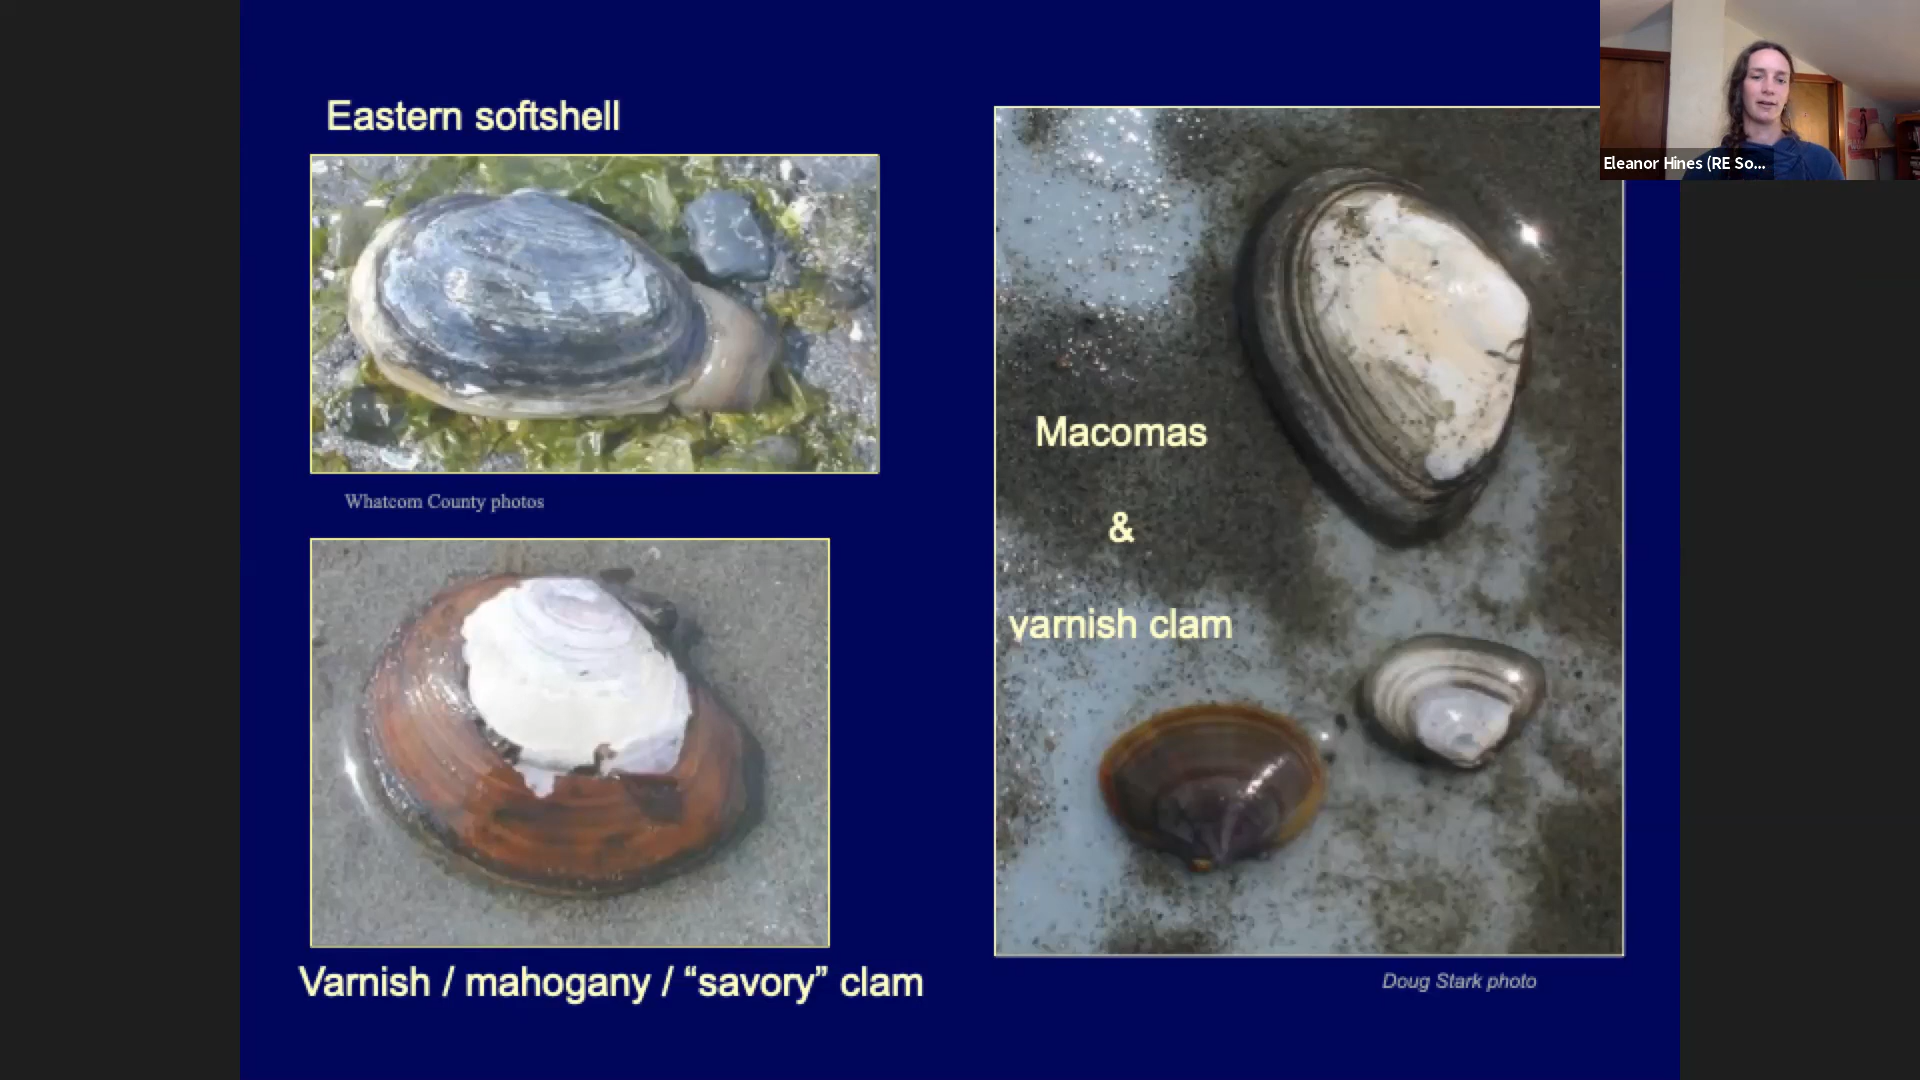 Eastern softshell
Whatcom County photos
Varnish / mahogany / “savory” clam
Macomas
&
varnish clam
Doug Stark photo
Eleanor Hines (RE So...